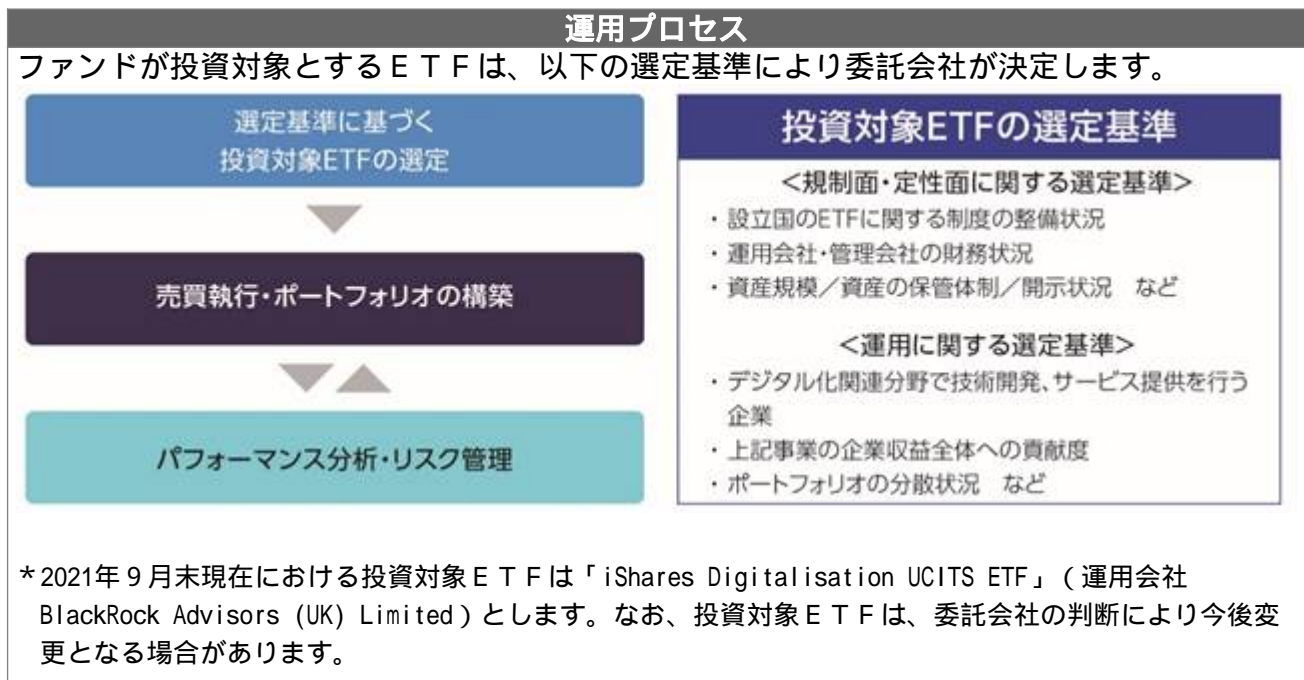 運用プロセス
ファンドが投資対象とするＥＴＦは、以下の選定基準により委託会社が決定します。
選定基準に基づく
投資対象ETFの選定
売買執行・ポートフォリオの構築
パフォーマンス分析・リスク管理
投資対象ETFの選定基準
＜規制面・定性面に関する選定基準＞
・設立国のETFに関する制度の整備状況
・運用会社・管理会社の財務状況
・資産規模／資産の保管体制／開示状況　など
＜運用に関する選定基準＞
・デジタル化関連分野で技術開発、サービス提供を行う
企業
・上記事業の企業収益全体への貢献度
・ポートフォリオの分散状況　など
＊2021年９月末現在における投資対象ＥＴＦは「iShares Digitalisation UCITS ETF」（運用会社
BlackRock Advisors (UK) Limited）とします。なお、投資対象ＥＴＦは、委託会社の判断により今後変
更となる場合があります。